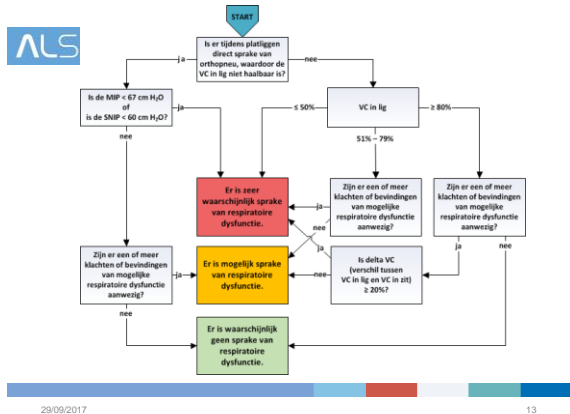 ALS
START
Is er tijdens platliggen
direct sprake van
orthopneu, waardoor de
VC in lig niet haalbaar is?
ja
nee
Is de MIP < 67 cm H₂O
of
is de SNIP < 60 cm H₂O?
ja
nee
VC in lig
≤ 50%
≥ 80%
51% – 79%
Er is zeer
waarschijnlijk sprake
van respiratoire
dysfunctie.
Zijn er een of meer
klachten of bevindingen
van mogelijke
respiratoire dysfunctie
aanwezig?
ja
nee
Zijn er een of meer
klachten of bevindingen
van mogelijke
respiratoire dysfunctie
aanwezig?
ja
nee
Zijn er een of meer
klachten of bevindingen
van mogelijke
respiratoire dysfunctie
aanwezig?
ja
nee
Er is mogelijk sprake
van respiratoire
dysfunctie.
Is delta VC
(verschil tussen
VC in lig en VC in zit)
≥ 20%?
ja
nee
Er is waarschijnlijk
geen sprake van
respiratoire
dysfunctie.
29/09/2017
13